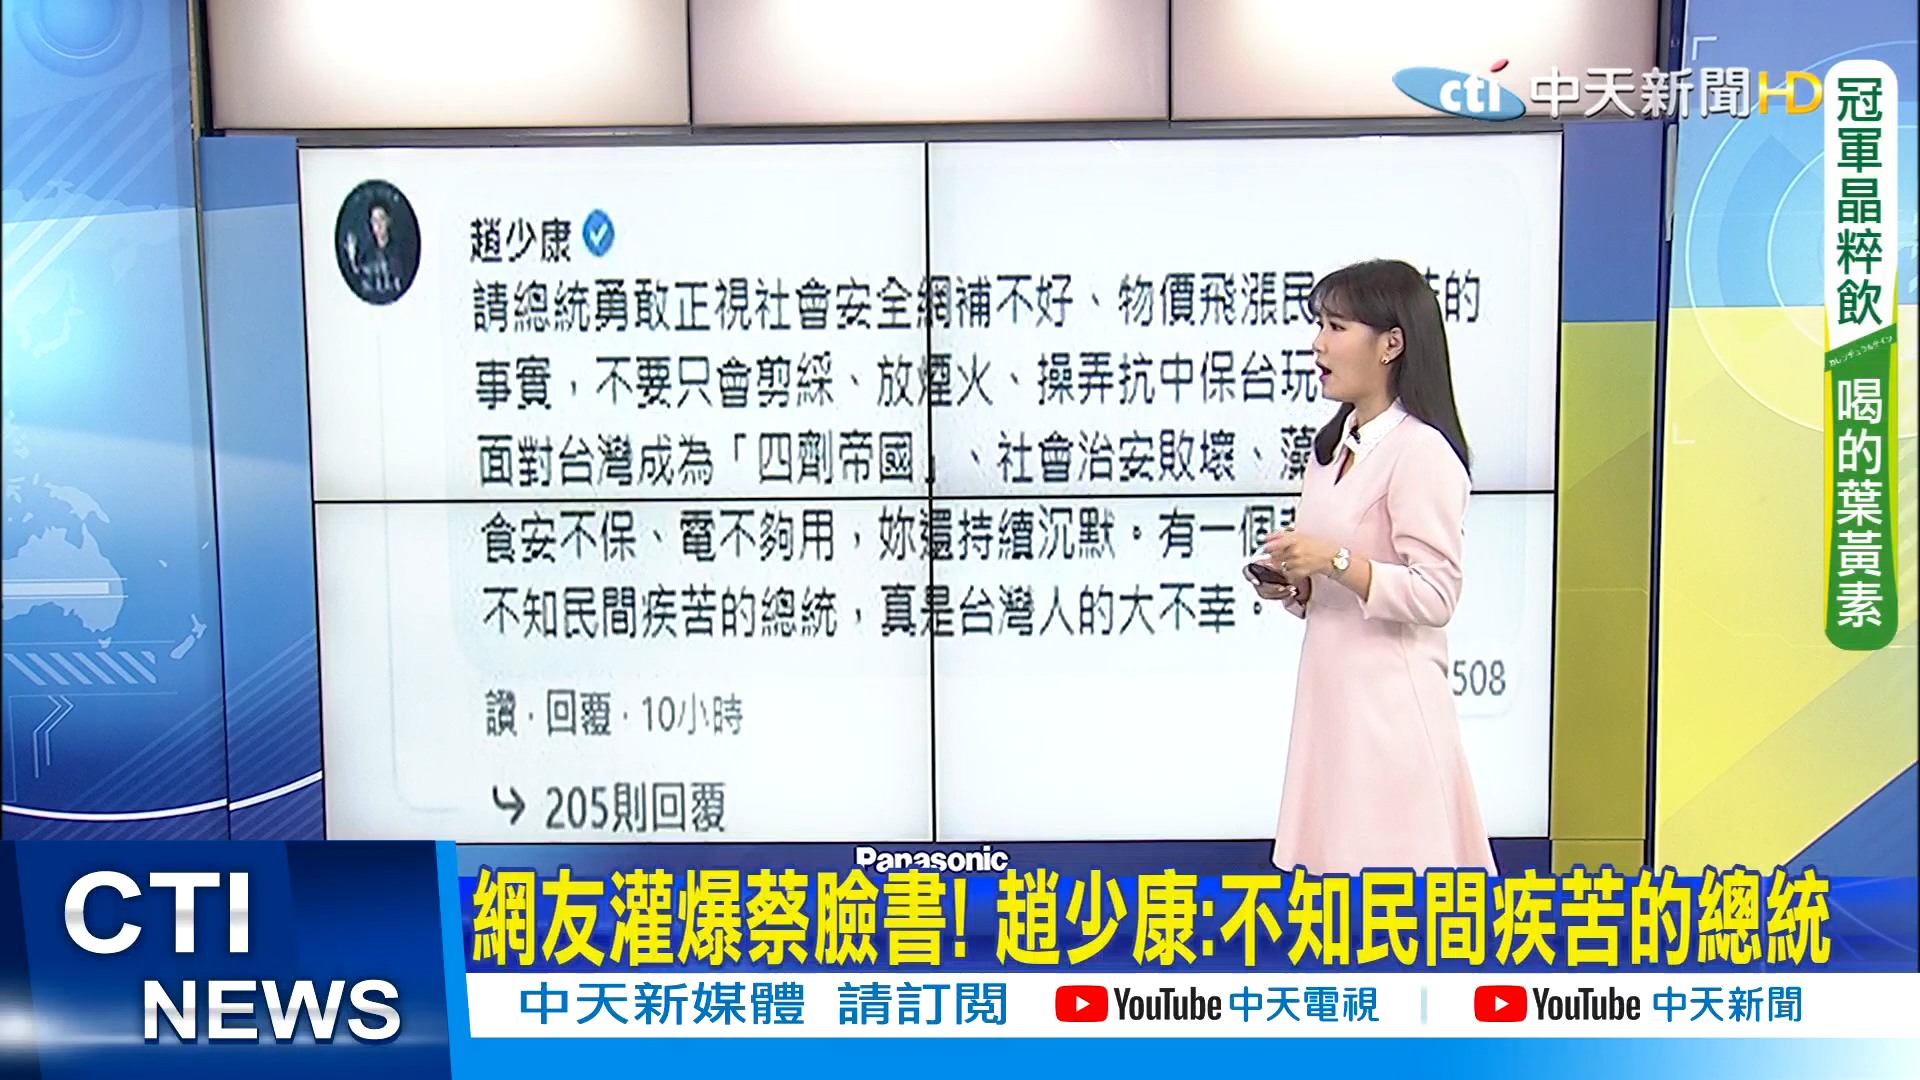 cti 中天新聞HD
冠軍晶粹飲 喝的葉黃素
趙少康
請總統勇敢正視社會安全網補不好、物價飛漲民 的
事實，不要只會剪綵、放煙火、操弄抗中保台玩
面對台灣成為「四劑帝國」、社會治安敗壞、藻
食安不保、電不夠用，妳還持續沉默。有一個
不知民間疾苦的總統，真是台灣人的大不幸。
讚 · 回覆 · 10小時
508
205則回覆
Panasonic
CTI NEWS
網友灌爆蔡臉書! 趙少康:不知民間疾苦的總統
中天新媒體 請訂閱 YouTube 中天電視 | YouTube 中天新聞